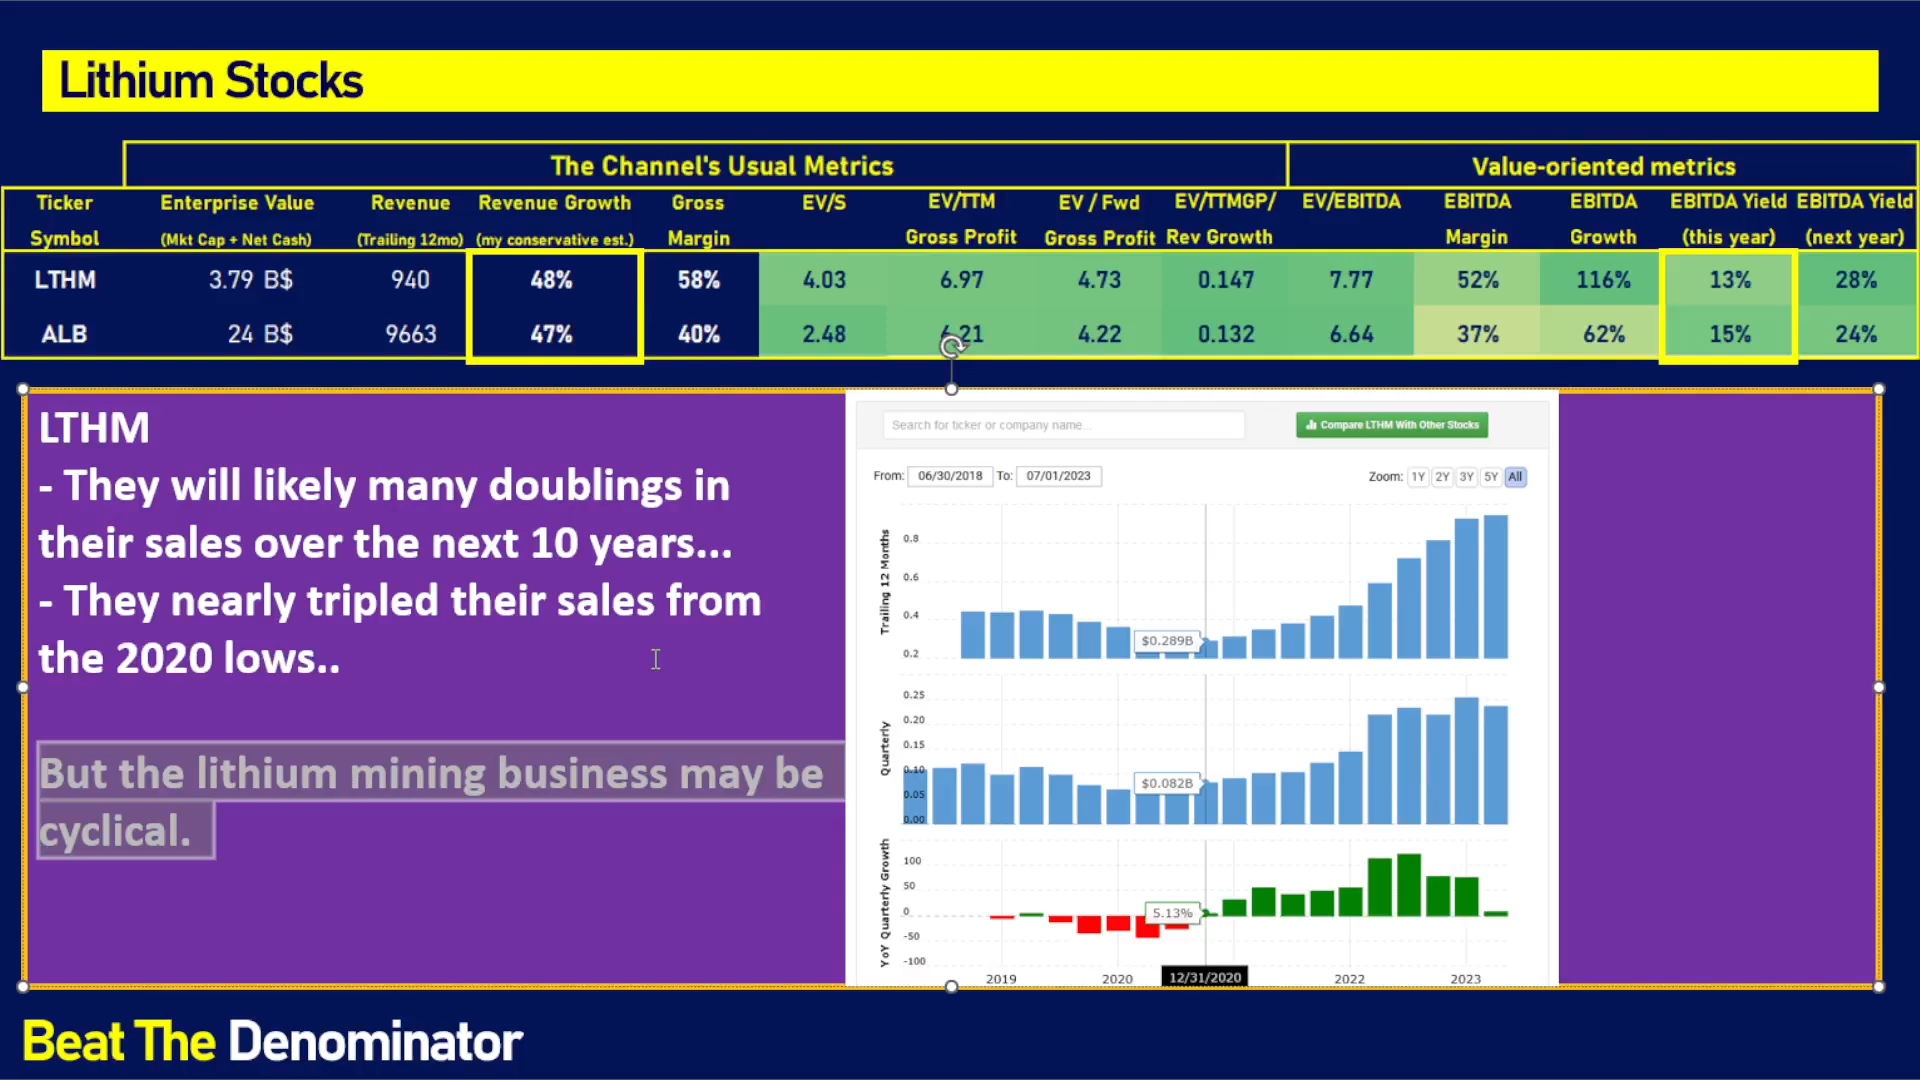 Lithium Stocks
The Channel's Usual Metrics
Value-oriented metrics
Ticker Symbol
Enterprise Value (Mkt Cap + Net Cash)
Revenue (Trailing 12mo)
Revenue Growth (my conservative est.)
Gross Margin
EV/S
EV/TTM Gross Profit
EV / Fwd Gross Profit
EV/TTMGP/ Rev Growth
EV/EBITDA
EBITDA Margin
EBITDA Growth
EBITDA Yield (this year)
EBITDA Yield (next year)
LTHM 3.79 B$ 940 48% 58% 4.03 6.97 4.73 0.147 7.77 52% 116% 13% 28%
ALB 24 B$ 9663 47% 40% 2.48 6.21 4.22 0.132 6.64 37% 62% 15% 24%
LTHM
- They will likely many doublings in
their sales over the next 10 years...
- They nearly tripled their sales from
the 2020 lows..
But the lithium mining business may be
cyclical.
Search for ticker or company name...
Compare LTHM With Other Stocks
From: 06/30/2018 To: 07/01/2023
Zoom: 1Y 2Y 3Y 5Y All
Trailing 12 Months
0.8
0.6
0.4
0.2
$0.289B
Quarterly
0.25
0.20
0.15
0.10
0.05
0.00
$0.082B
YoY Quarterly Growth
100
50
0
-50
-100
5.13%
2019 2020 12/31/2020 2022 2023
Beat The Denominator